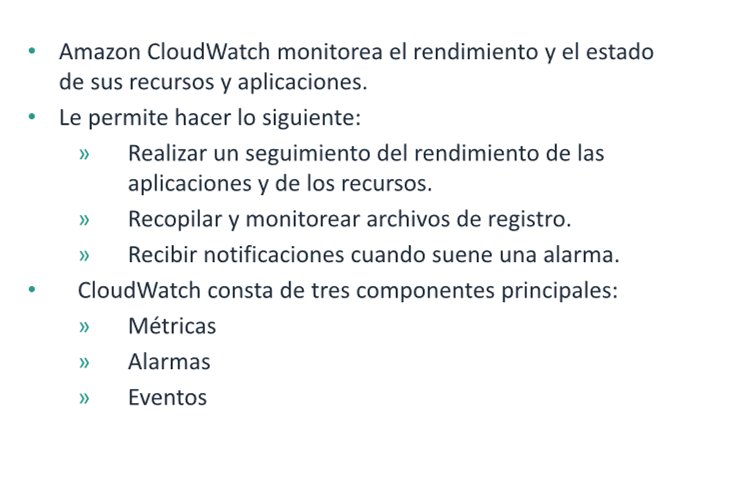 • Amazon CloudWatch monitorea el rendimiento y el estado
de sus recursos y aplicaciones.
• Le permite hacer lo siguiente:
» Realizar un seguimiento del rendimiento de las
aplicaciones y de los recursos.
» Recopilar y monitorear archivos de registro.
» Recibir notificaciones cuando suene una alarma.
• CloudWatch consta de tres componentes principales:
» Métricas
» Alarmas
» Eventos